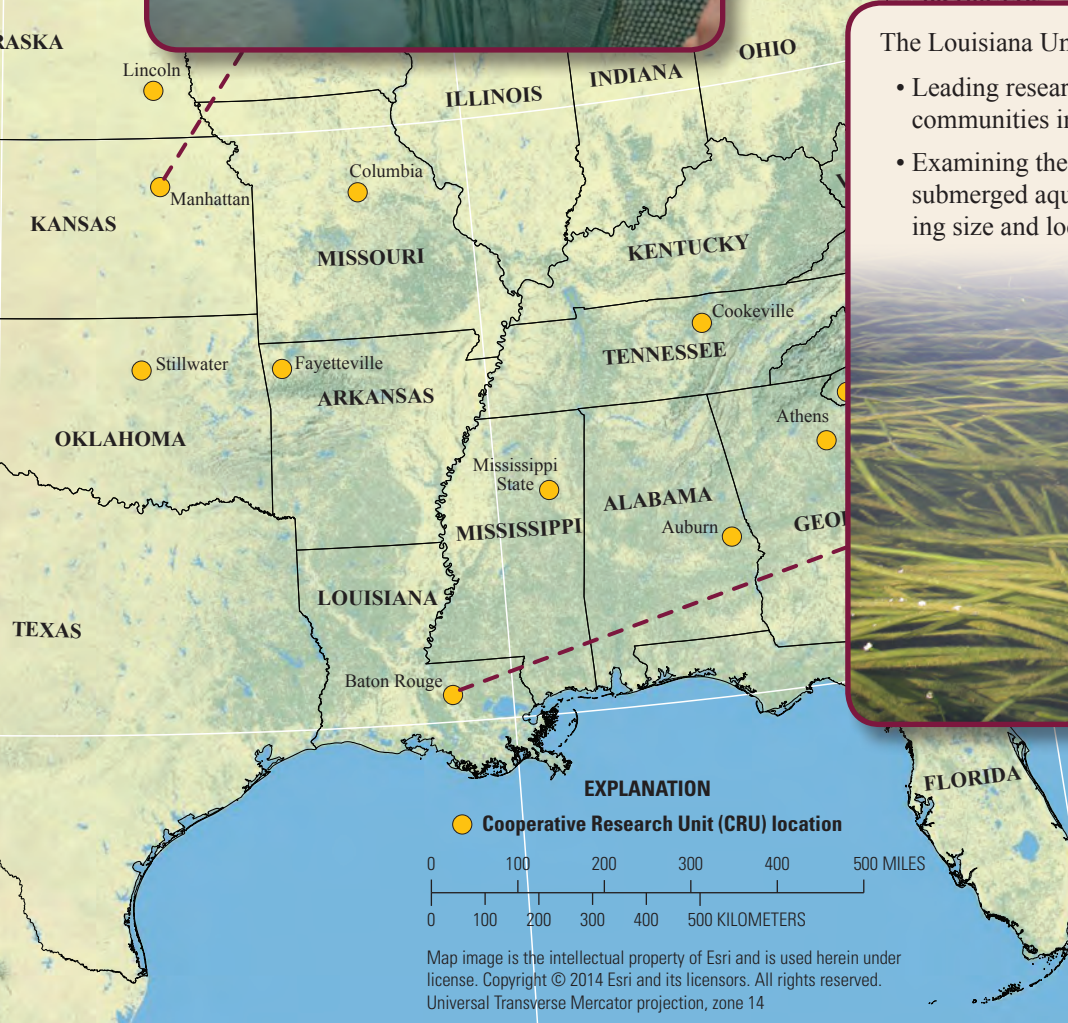 RASKA
Lincoln
ILLINOIS
INDIANA
OHIO
The Louisiana Un
• Leading resear
communities in
• Examining the
submerged aqu
ing size and loc
Columbia
Manhattan
KANSAS
MISSOURI
KENTUCKY
Cookeville
TENNESSEE
Stillwater
Fayetteville
ARKANSAS
OKLAHOMA
Athens
Mississippi
State
ALABAMA
Auburn
MISSISSIPPI
GEO
LOUISIANA
TEXAS
Baton Rouge
FLORIDA
EXPLANATION
Cooperative Research Unit (CRU) location
0 100 200 300 400 500 MILES
0 100 200 300 400 500 KILOMETERS
Map image is the intellectual property of Esri and is used herein under
license. Copyright © 2014 Esri and its licensors. All rights reserved.
Universal Transverse Mercator projection, zone 14